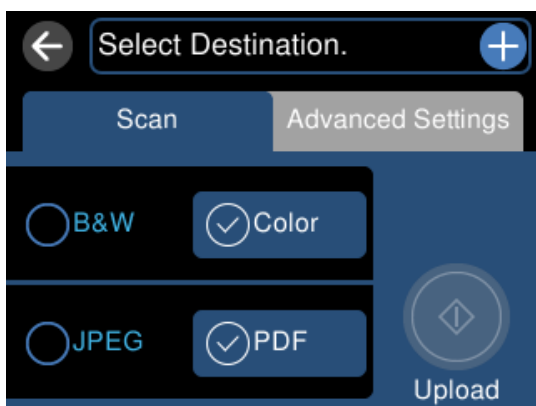 Select Destination.
Scan
Advanced Settings
B&W
Color
JPEG
PDF
Upload